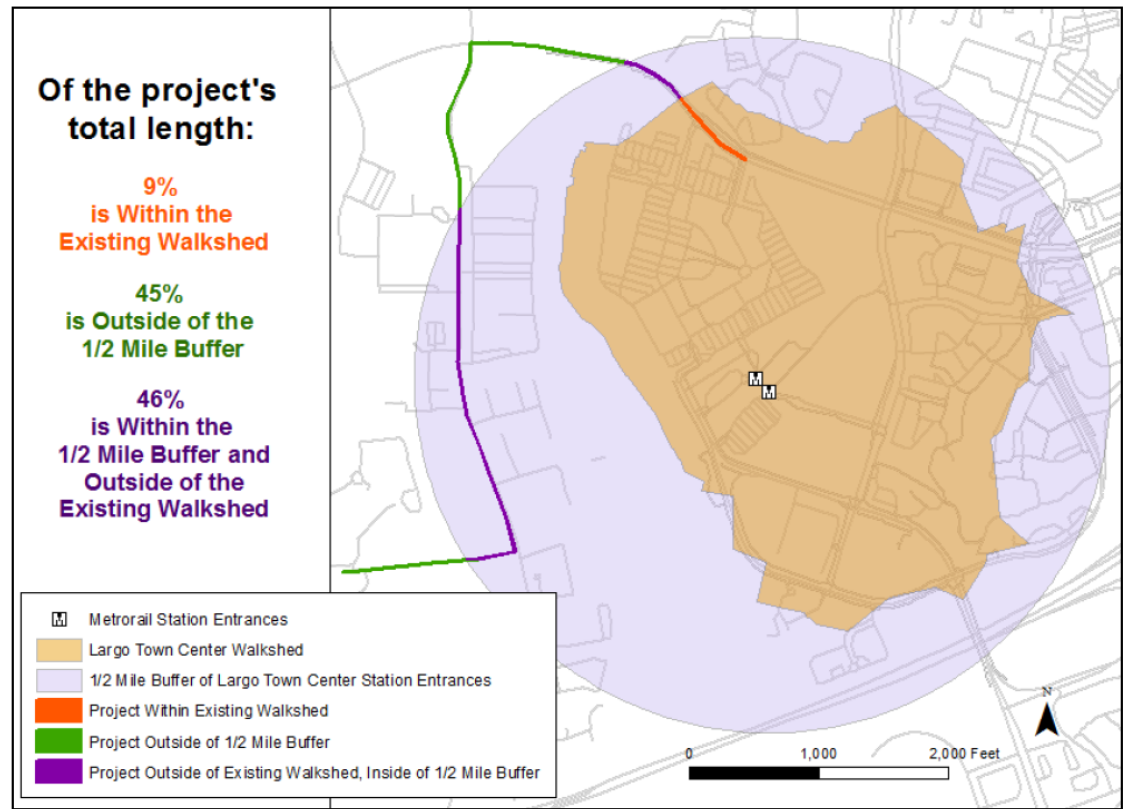 Of the project's
total length:
9%
is Within the
Existing Walkshed
45%
is Outside of the
1/2 Mile Buffer
46%
is Within the
1/2 Mile Buffer and
Outside of the
Existing Walkshed
M
M
M Metrorail Station Entrances
Largo Town Center Walkshed
1/2 Mile Buffer of Largo Town Center Station Entrances
Project Within Existing Walkshed
Project Outside of 1/2 Mile Buffer
Project Outside of Existing Walkshed, Inside of 1/2 Mile Buffer
N
0 1,000 2,000 Feet